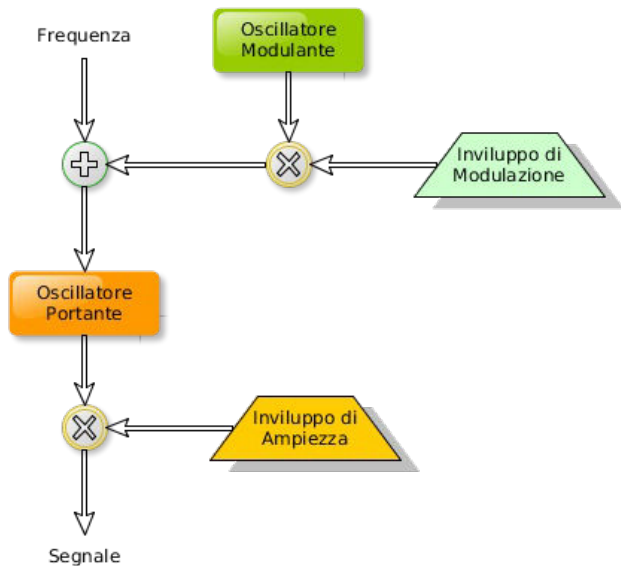 Frequenza
Oscillatore
Modulante
Inviluppo di
Modulazione
Oscillatore
Portante
Inviluppo di
Ampiezza
Segnale